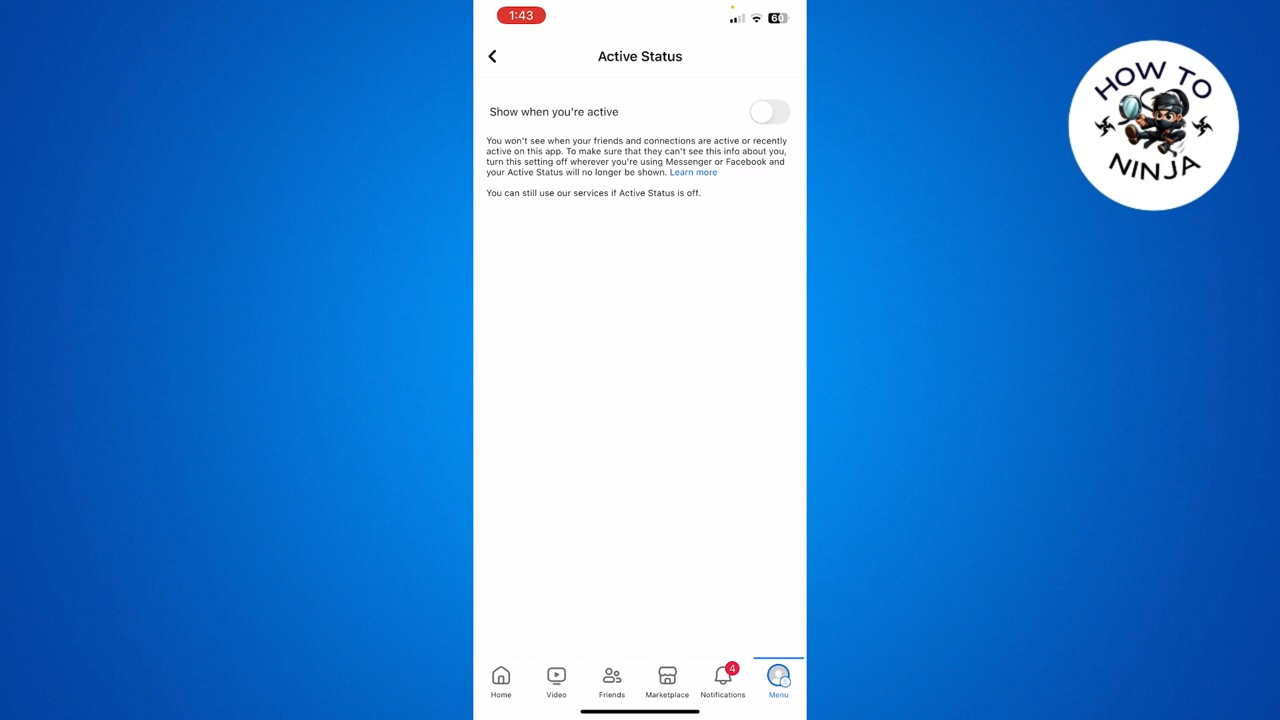 1:43
60
Active Status
Show when you're active
You won't see when your friends and connections are active or recently
active on this app. To make sure that they can't see this info about you,
turn this setting off wherever you're using Messenger or Facebook and
your Active Status will no longer be shown. Learn more
You can still use our services if Active Status is off.
4
Home
Video
Friends
Marketplace
Notifications
Menu
HOW TO
NINJA